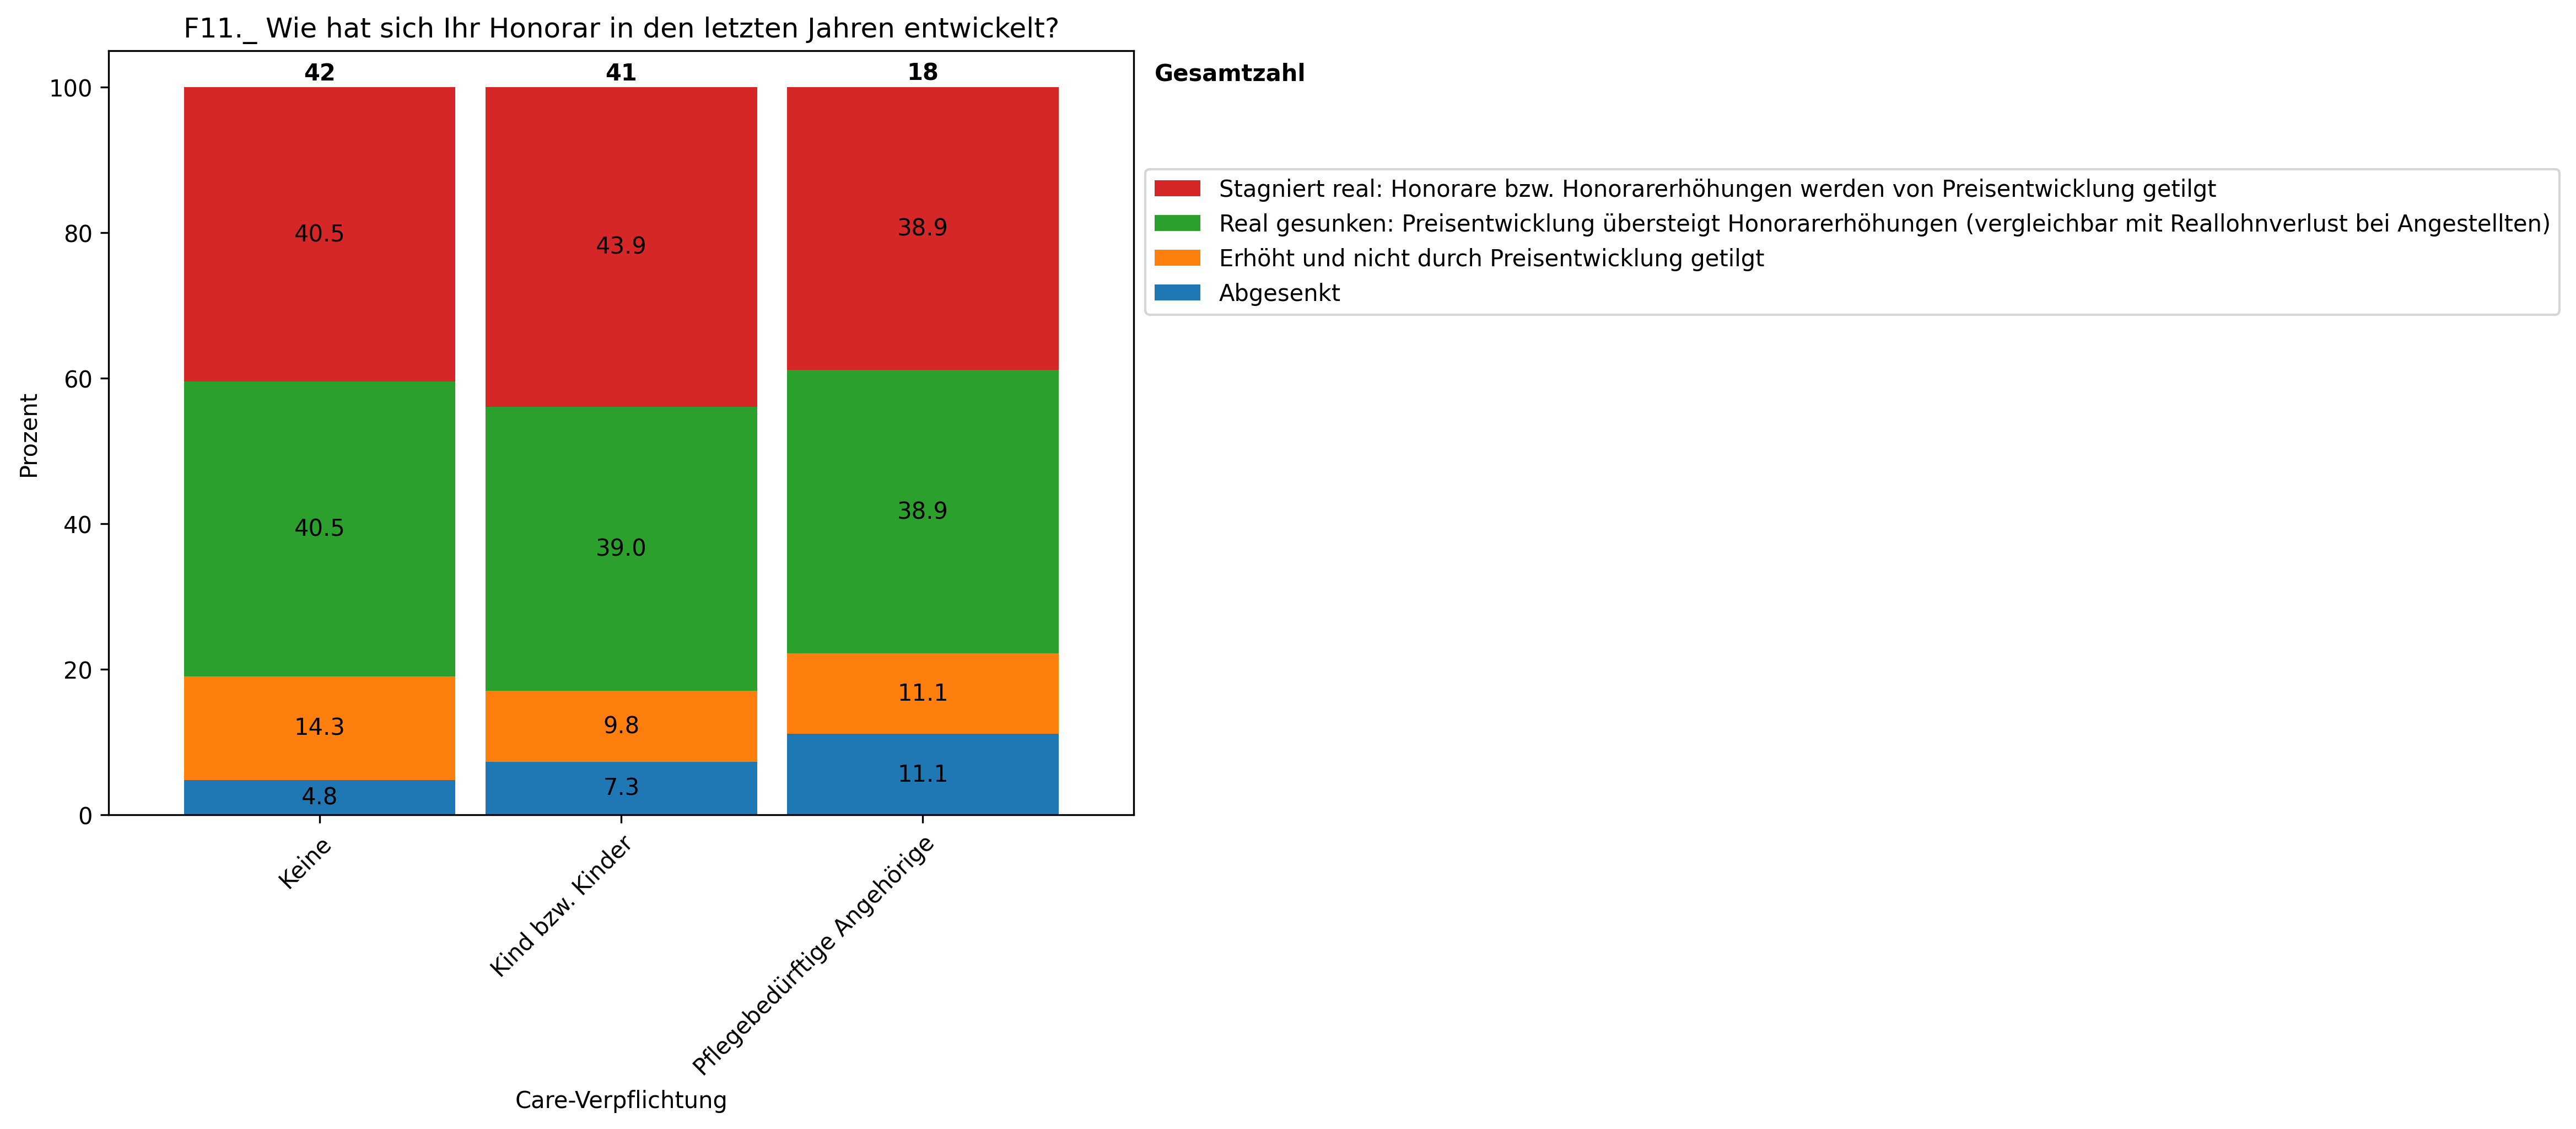 F11._ Wie hat sich Ihr Honorar in den letzten Jahren entwickelt?
42 41 18 Gesamtzahl
Stagniert real: Honorare bzw. Honorarerhöhungen werden von Preisentwicklung getilgt
Real gesunken: Preisentwicklung übersteigt Honorarerhöhungen (vergleichbar mit Reallohnverlust bei Angestellten)
Erhöht und nicht durch Preisentwicklung getilgt
Abgesenkt
Prozent
100
80
60
40
20
0
40.5 43.9 38.9
40.5 39.0 38.9
14.3 9.8 11.1
4.8 7.3 11.1
Keine
Kind bzw. Kinder
Pflegebedürftige Angehörige
Care-Verpflichtung